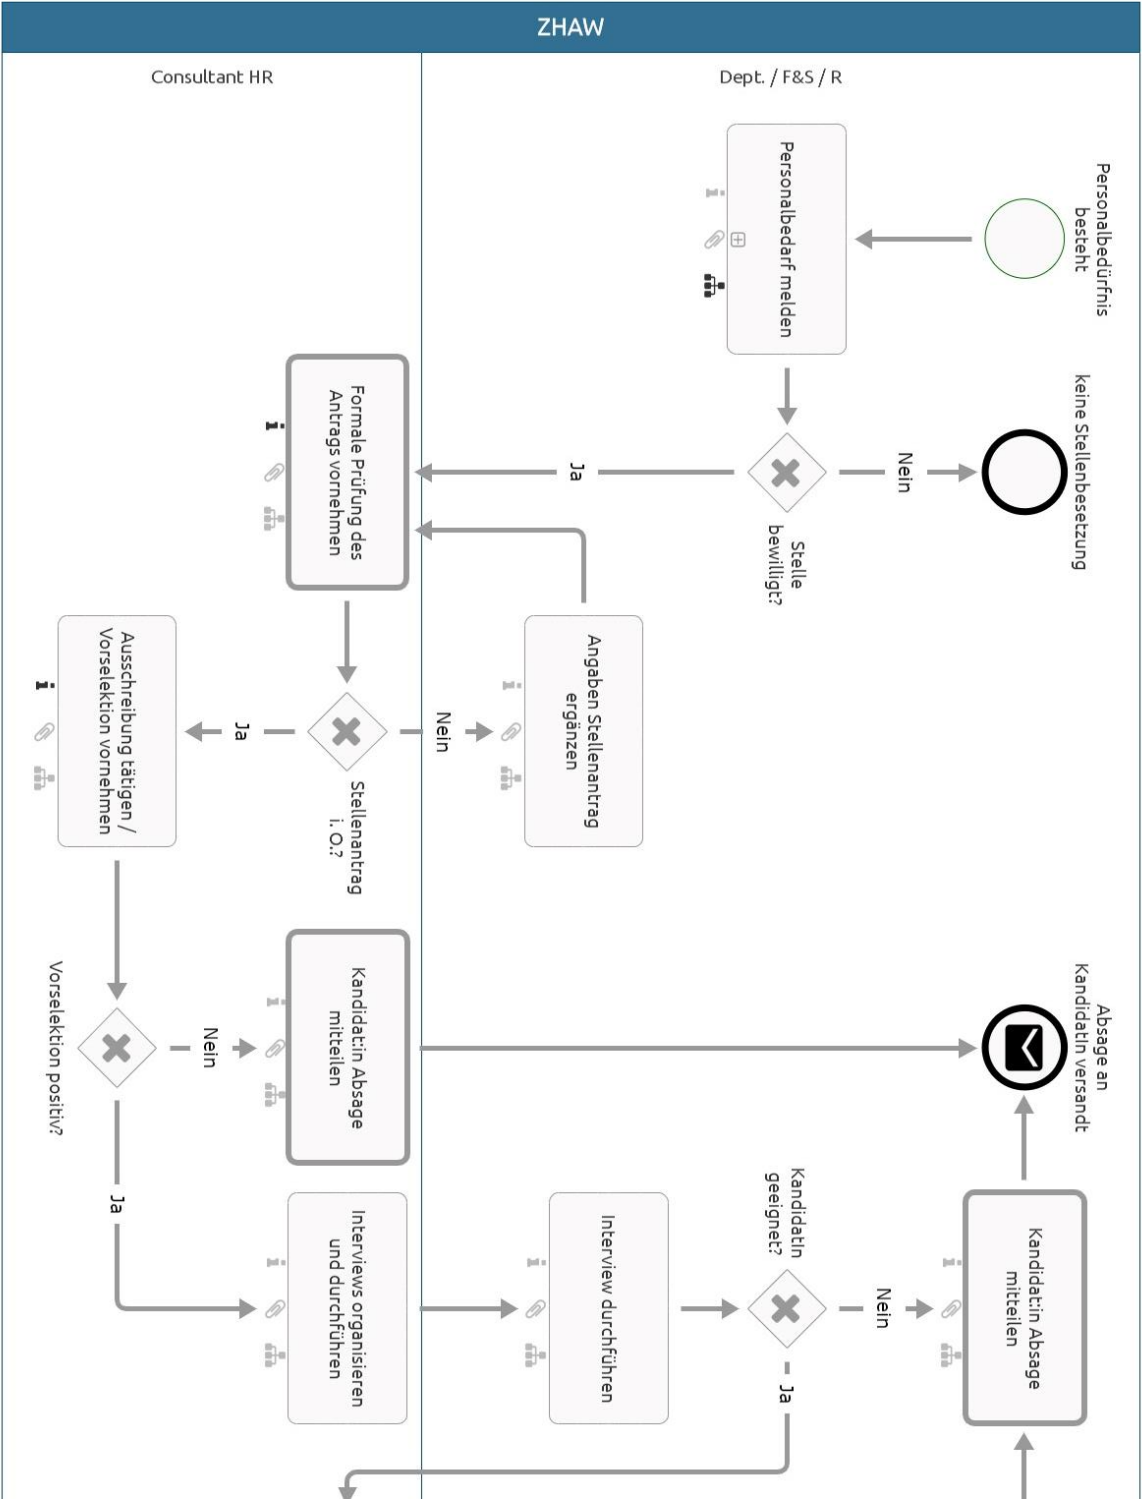 ZHAW
Consultant HR
Dept. / F&S / R
Personalbedürfnis
besteht
Personalbedarf melden
keine Stellenbesetzung
Nein
Stelle
bewilligt?
Ja
Formale Prüfung des
Antrags vornehmen
Angaben Stellenantrag
ergänzen
Nein
Stellenantrag
i. O.?
Ja
Ausschreibung tätigen /
Vorselektion vornehmen
Vorselektion positiv?
Nein
Kandidat:in Absage
mitteilen
Absage an
KandidatIn versandt
Ja
Interviews organisieren
und durchführen
Interview durchführen
KandidatIn
geeignet?
Nein
Kandidat:in Absage
mitteilen
Ja